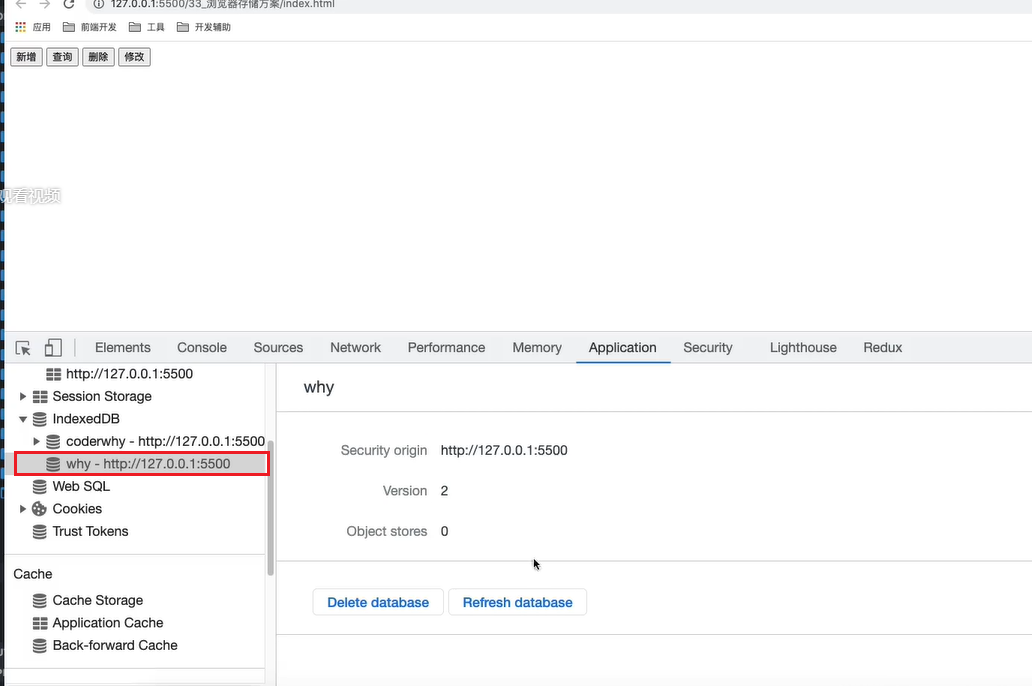 127.0.0.1:5500/33_浏览器存储方案/index.html
应用 前端开发 工具 开发辅助
新增 查询 删除 修改
观看视频
Elements Console Sources Network Performance Memory Application Security Lighthouse Redux
http://127.0.0.1:5500
Session Storage
IndexedDB
coderwhy - http://127.0.0.1:5500
why - http://127.0.0.1:5500
Web SQL
Cookies
Trust Tokens
Cache
Cache Storage
Application Cache
Back-forward Cache
why
Security origin http://127.0.0.1:5500
Version 2
Object stores 0
Delete database Refresh database